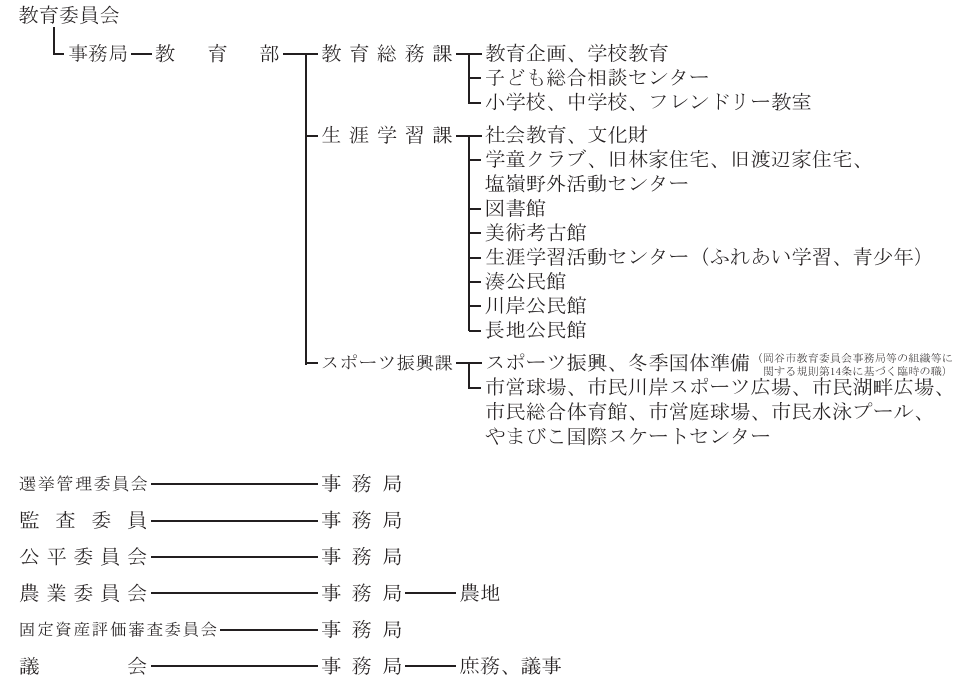 教育委員会
事務局 教育部 教育総務課 教育企画、学校教育
子ども総合相談センター
小学校、中学校、フレンドリー教室
生涯学習課 社会教育、文化財
学童クラブ、旧林家住宅、旧渡辺家住宅、
塩嶺野外活動センター
図書館
美術考古館
生涯学習活動センター（ふれあい学習、青少年）
湊公民館
川岸公民館
長地公民館
スポーツ振興課 スポーツ振興、冬季国体準備（岡谷市教育委員会事務局等の組織等に
関する規則第14条に基づく臨時の職）
市営球場、市民川岸スポーツ広場、市民湖畔広場、
市民総合体育館、市営庭球場、市民水泳プール、
やまびこ国際スケートセンター
選挙管理委員会 事務局
監査委員 事務局
公平委員会 事務局
農業委員会 事務局 農地
固定資産評価審査委員会 事務局
議会 事務局 庶務、議事